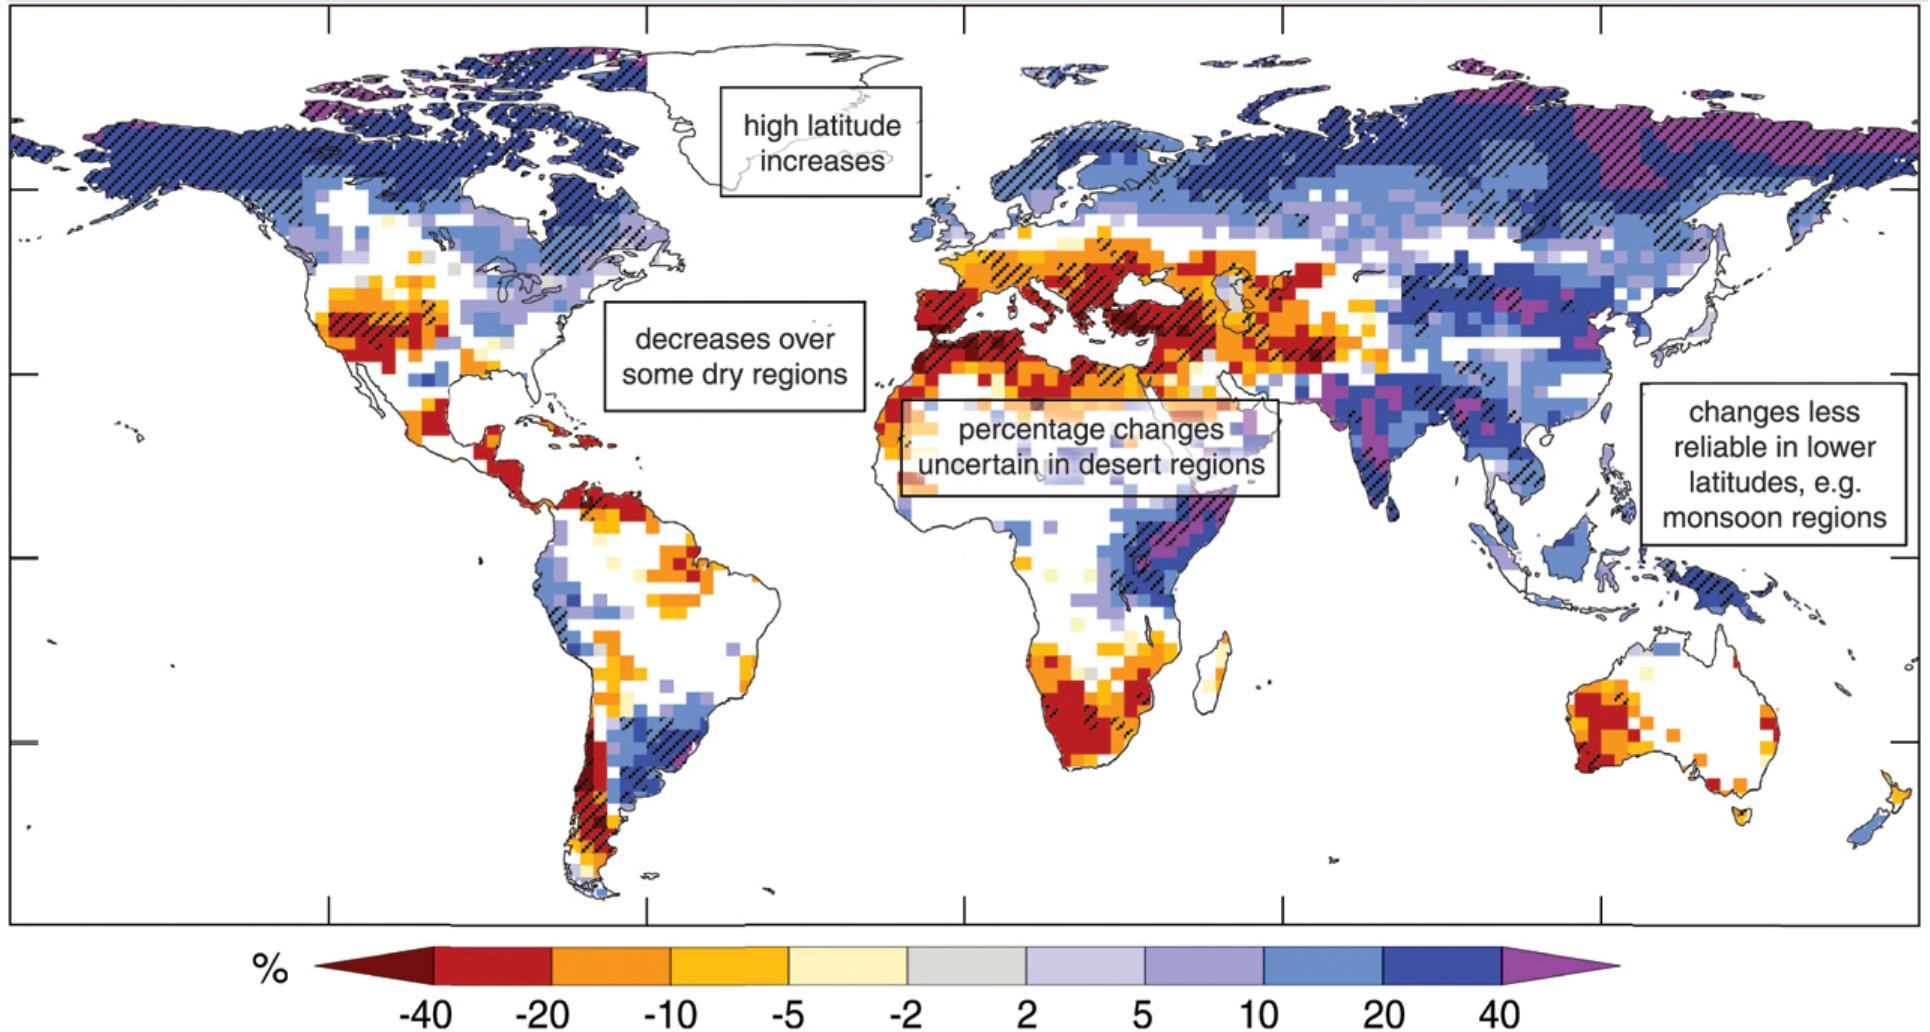 high latitude
increases
decreases over
some dry regions
percentage changes
uncertain in desert regions
changes less
reliable in lower
latitudes, e.g.
monsoon regions
%
-40 -20 -10 -5 -2 2 5 10 20 40